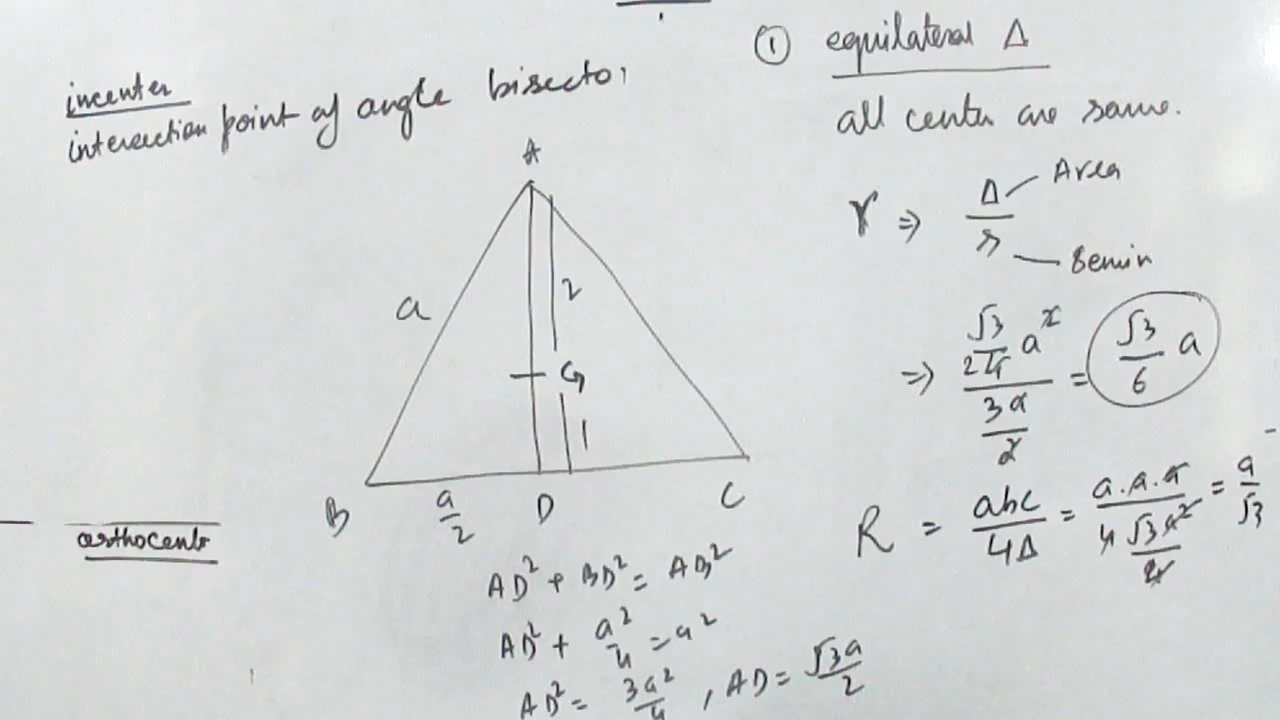 incenter
intersection point of angle bisector
① equilateral Δ
all center are same.
A
a
2
G
1
B
a/2
D
C
orthocent
r ⇒ Δ/s
Area
Semin
⇒ (√3/4 a²)/(3a/2) = √3/6 a
R = abc/4Δ = a.a.a/(4 √3a²/4) = a/√3
AD² + BD² = AB²
AD² + a²/4 = a²
AD² = 3a²/4 , AD = √3a/2